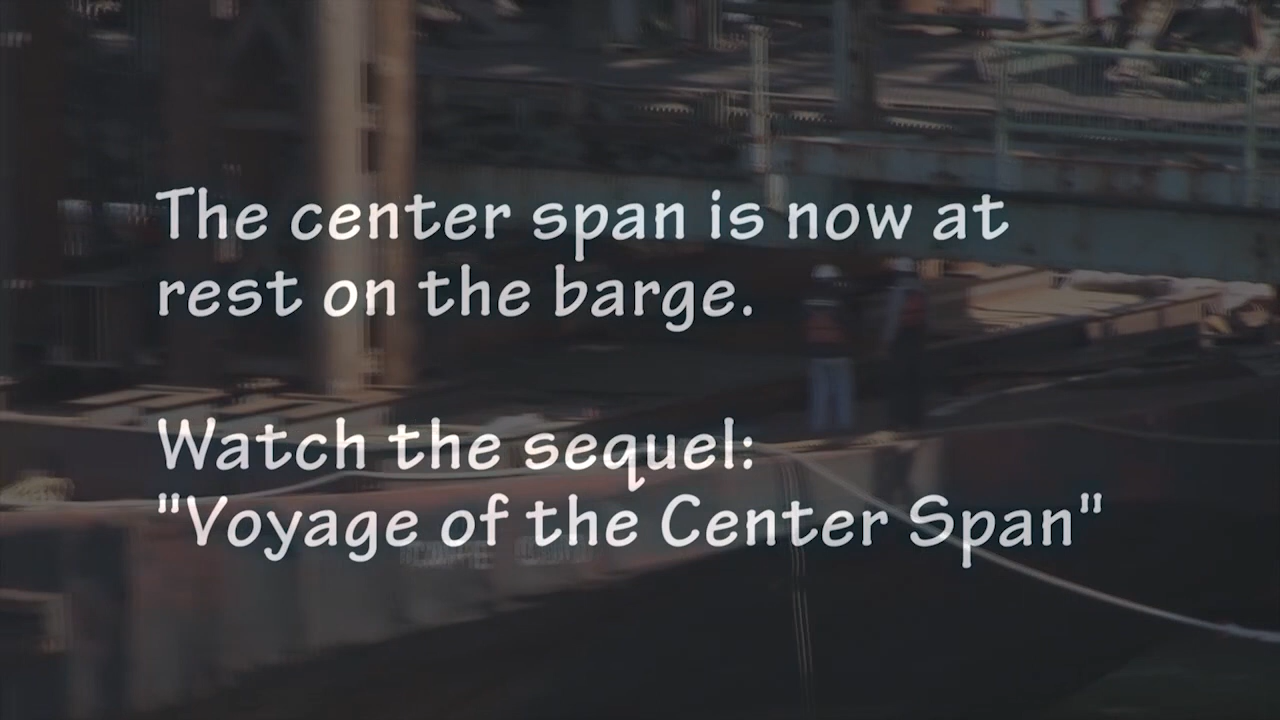 The center span is now at
rest on the barge.
Watch the sequel:
"Voyage of the Center Span"